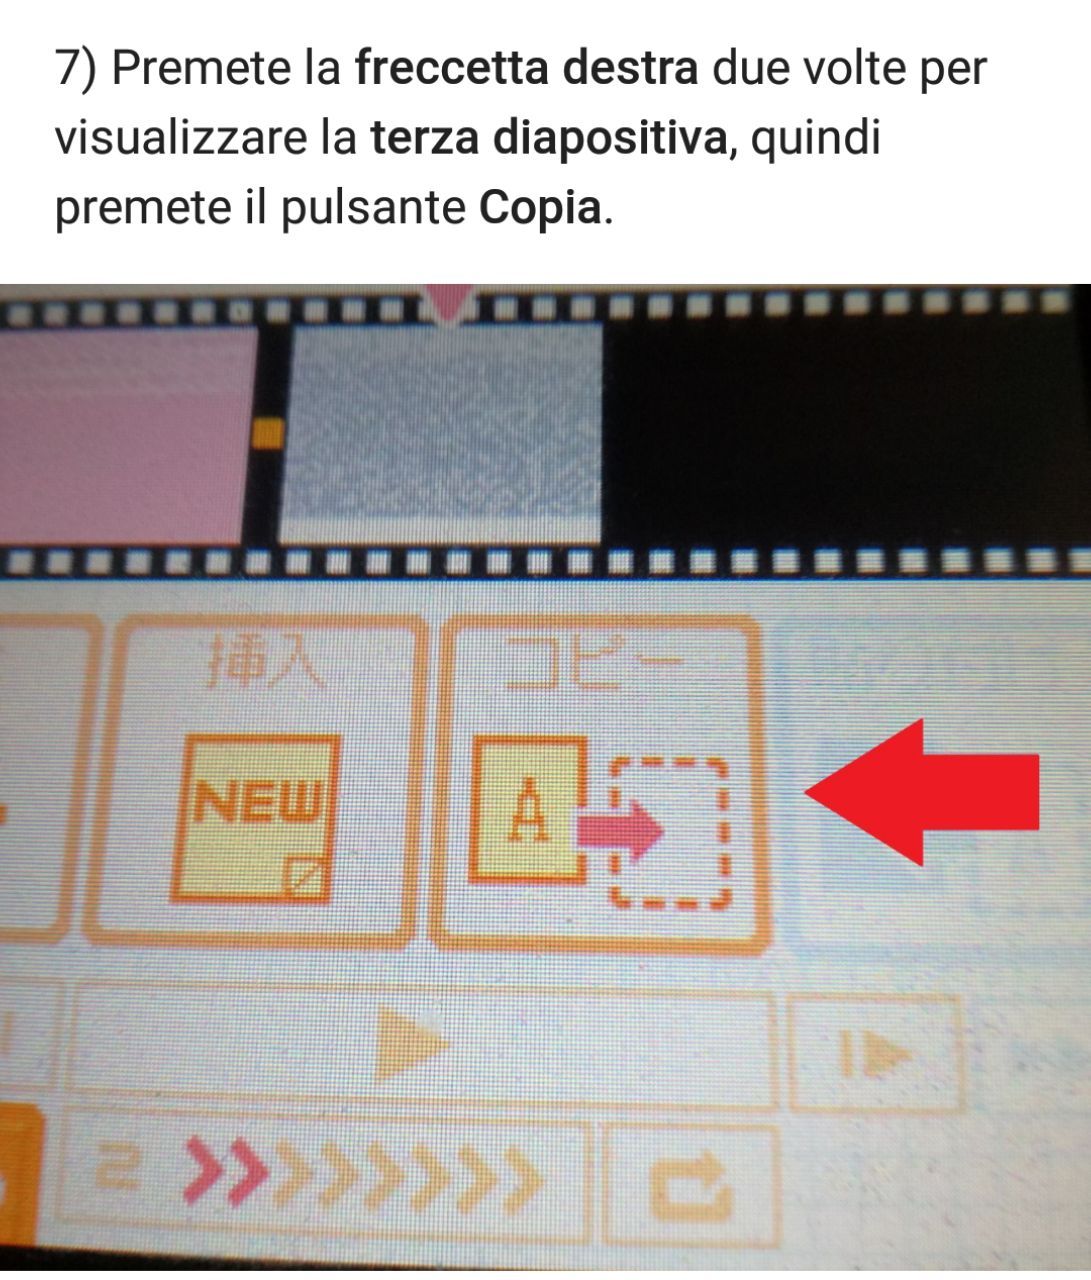 7) Premete la freccetta destra due volte per
visualizzare la terza diapositiva, quindi
premete il pulsante Copia.
挿入
コピー
NEW
A
2